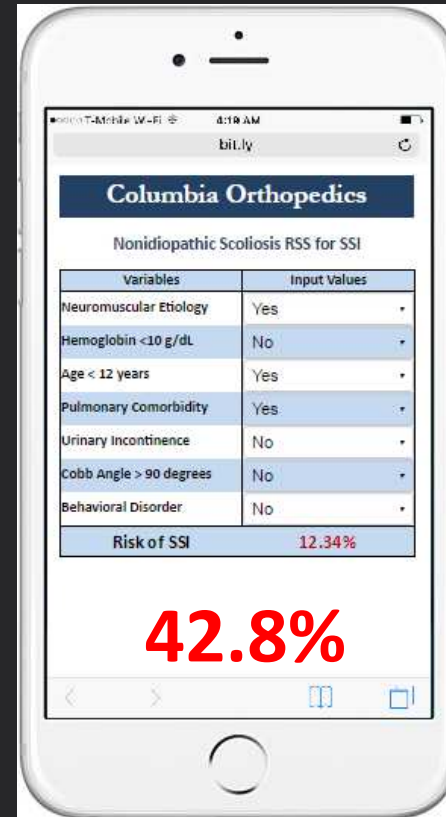 T-Mobile Wi-Fi 4:19 AM
bit.ly
Columbia Orthopedics
Nonidiopathic Scoliosis RSS for SSI
Variables Input Values
Neuromuscular Etiology Yes
Hemoglobin <10 g/dL No
Age < 12 years Yes
Pulmonary Comorbidity Yes
Urinary Incontinence No
Cobb Angle > 90 degrees No
Behavioral Disorder No
Risk of SSI 12.34%
42.8%